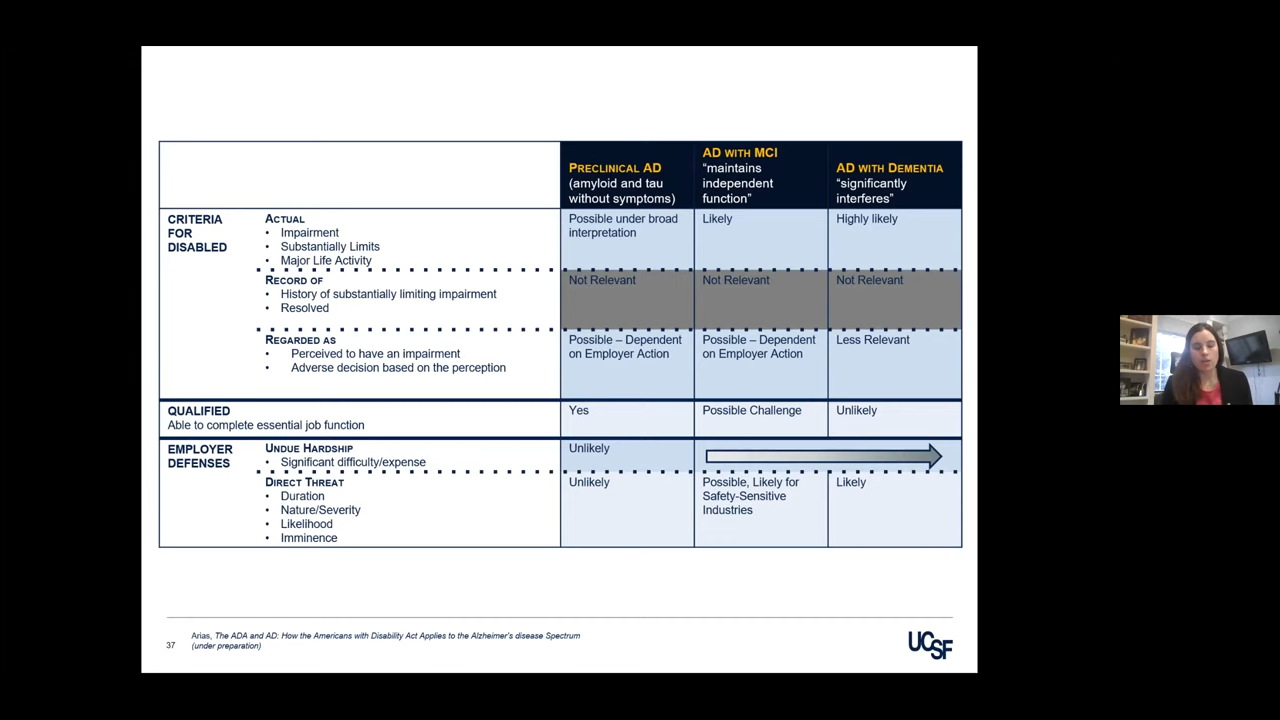 PRECLINICAL AD
(amyloid and tau
without symptoms)
AD WITH MCI
"maintains
independent
function"
AD WITH DEMENTIA
"significantly
interferes"
CRITERIA
FOR
DISABLED
ACTUAL
• Impairment
• Substantially Limits
• Major Life Activity
Possible under broad
interpretation
Likely
Highly likely
RECORD OF
• History of substantially limiting impairment
• Resolved
Not Relevant
Not Relevant
Not Relevant
REGARDED AS
• Perceived to have an impairment
• Adverse decision based on the perception
Possible – Dependent
on Employer Action
Possible – Dependent
on Employer Action
Less Relevant
QUALIFIED
Able to complete essential job function
Yes
Possible Challenge
Unlikely
EMPLOYER
DEFENSES
UNDUE HARDSHIP
• Significant difficulty/expense
Unlikely
DIRECT THREAT
• Duration
• Nature/Severity
• Likelihood
• Imminence
Unlikely
Possible, Likely for
Safety-Sensitive
Industries
Likely
37
Arias, The ADA and AD: How the Americans with Disability Act Applies to the Alzheimer's disease Spectrum
(under preparation)
UCSF